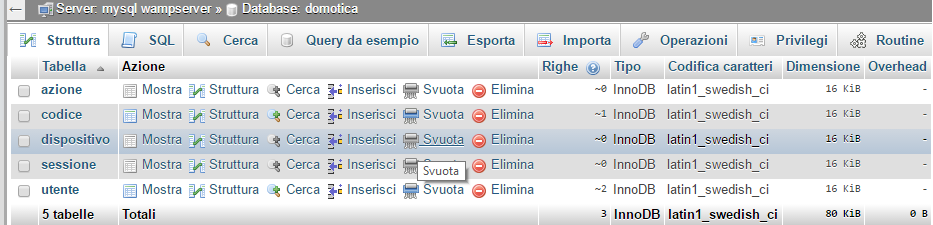 Server: mysql wampserver » Database: domotica
Struttura SQL Cerca Query da esempio Esporta Importa Operazioni Privilegi Routine
Tabella Azione Righe Tipo Codifica caratteri Dimensione Overhead
azione Mostra Struttura Cerca Inserisci Svuota Elimina ~0 InnoDB latin1_swedish_ci 16 KiB -
codice Mostra Struttura Cerca Inserisci Svuota Elimina ~1 InnoDB latin1_swedish_ci 16 KiB -
dispositivo Mostra Struttura Cerca Inserisci Svuota Elimina ~0 InnoDB latin1_swedish_ci 16 KiB -
sessione Mostra Struttura Cerca Inserisci Svuota Elimina ~0 InnoDB latin1_swedish_ci 16 KiB -
Svuota
utente Mostra Struttura Cerca Inserisci Svuota Elimina ~2 InnoDB latin1_swedish_ci 16 KiB -
5 tabelle Totali 3 InnoDB latin1_swedish_ci 80 KiB 0 B